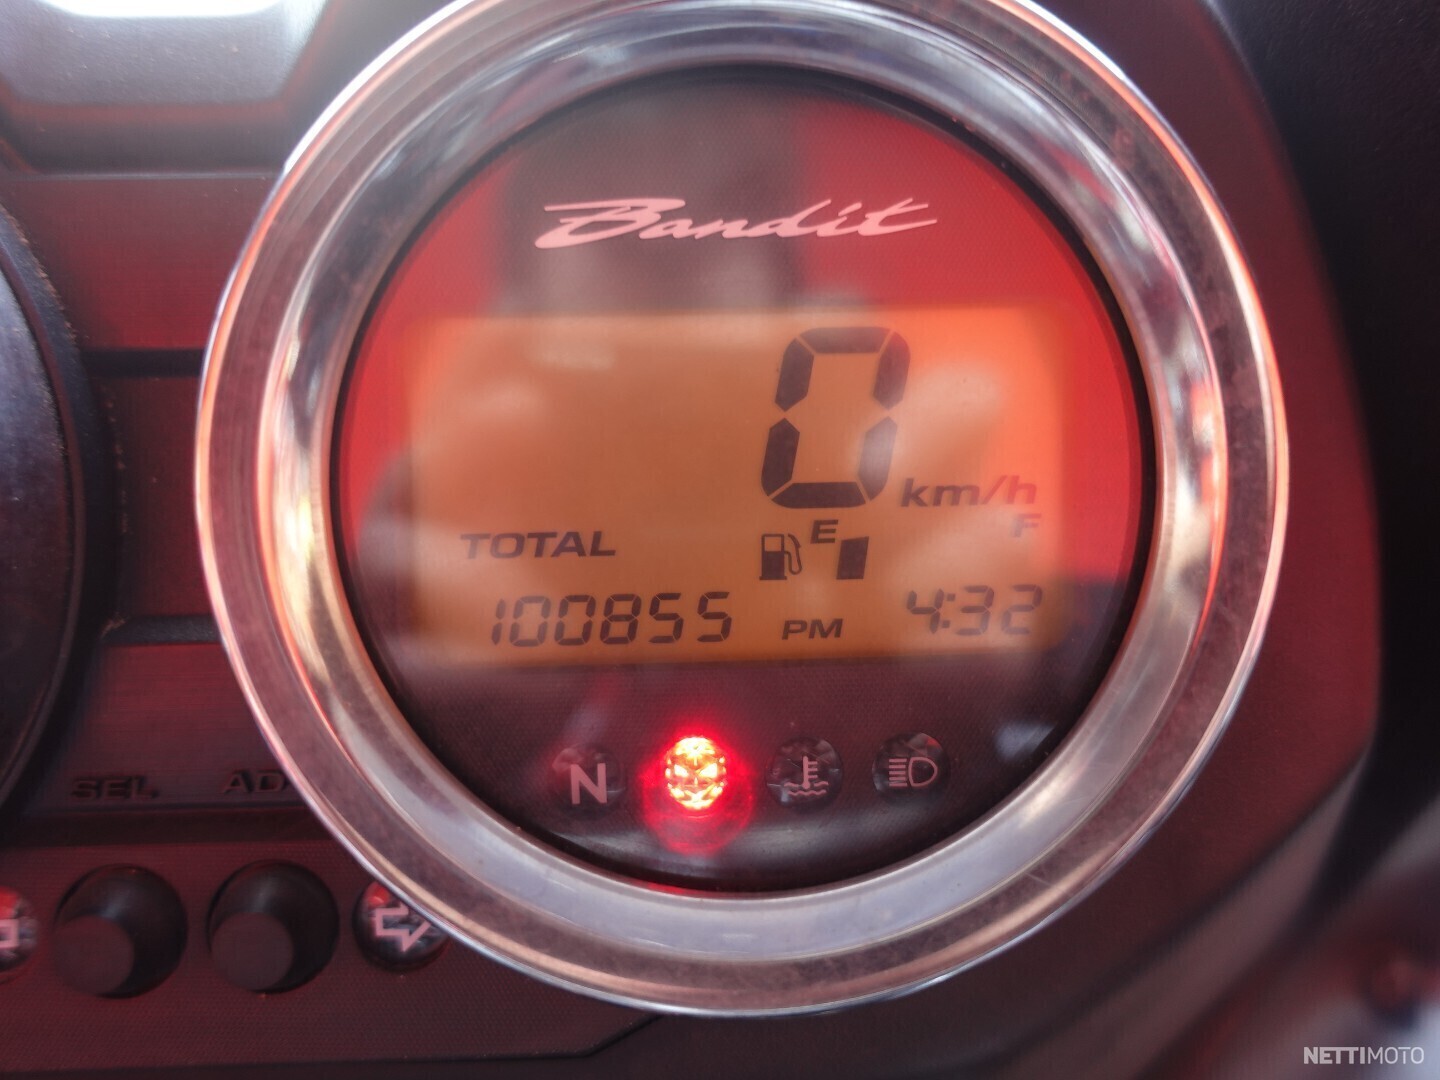 Bandit
0
km/h
E F
TOTAL
100855 PM 4:32
N
SEL
NETTIMOTO